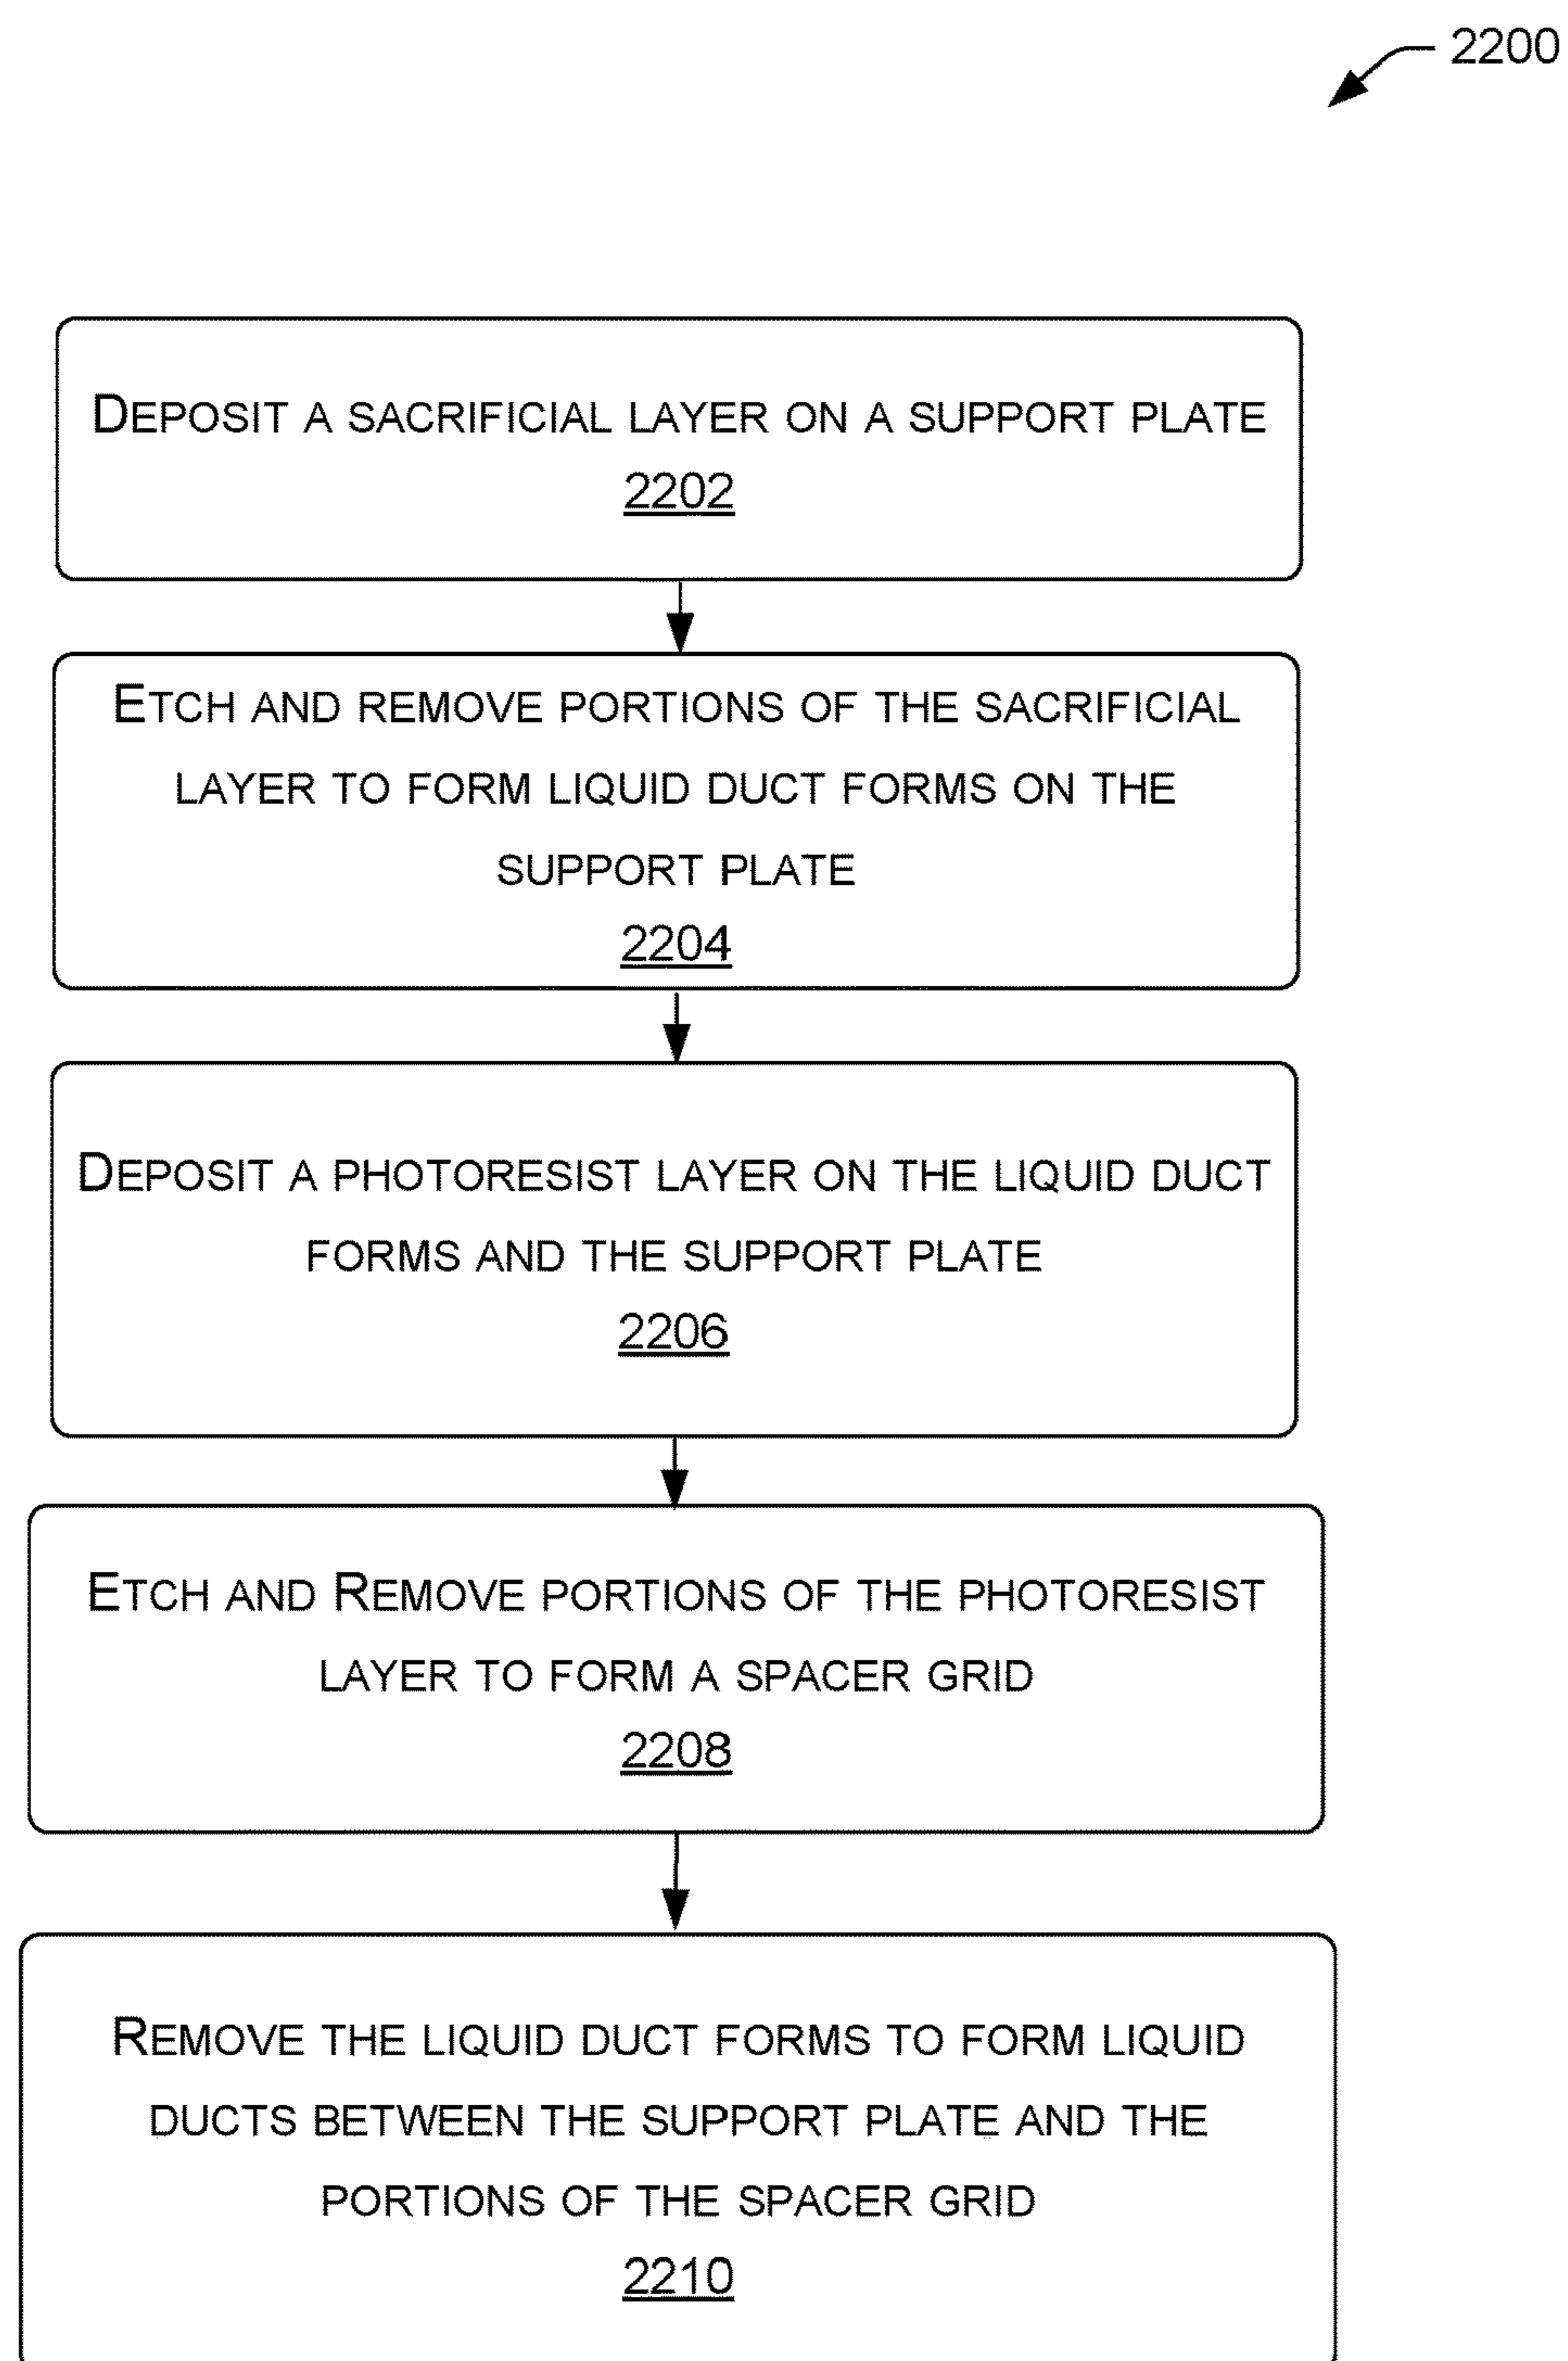 2200
DEPOSIT A SACRIFICIAL LAYER ON A SUPPORT PLATE
2202
ETCH AND REMOVE PORTIONS OF THE SACRIFICIAL
LAYER TO FORM LIQUID DUCT FORMS ON THE
SUPPORT PLATE
2204
DEPOSIT A PHOTORESIST LAYER ON THE LIQUID DUCT
FORMS AND THE SUPPORT PLATE
2206
ETCH AND REMOVE PORTIONS OF THE PHOTORESIST
LAYER TO FORM A SPACER GRID
2208
REMOVE THE LIQUID DUCT FORMS TO FORM LIQUID
DUCTS BETWEEN THE SUPPORT PLATE AND THE
PORTIONS OF THE SPACER GRID
2210